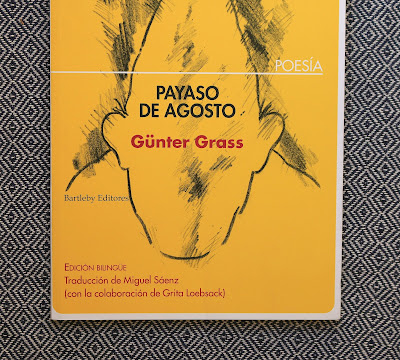 POESÍA
PAYASO
DE AGOSTO
Günter Grass
Bartleby Editores
EDICIÓN BILINGÜE
Traducción de Miguel Sáenz
(con la colaboración de Grita Loebsack)